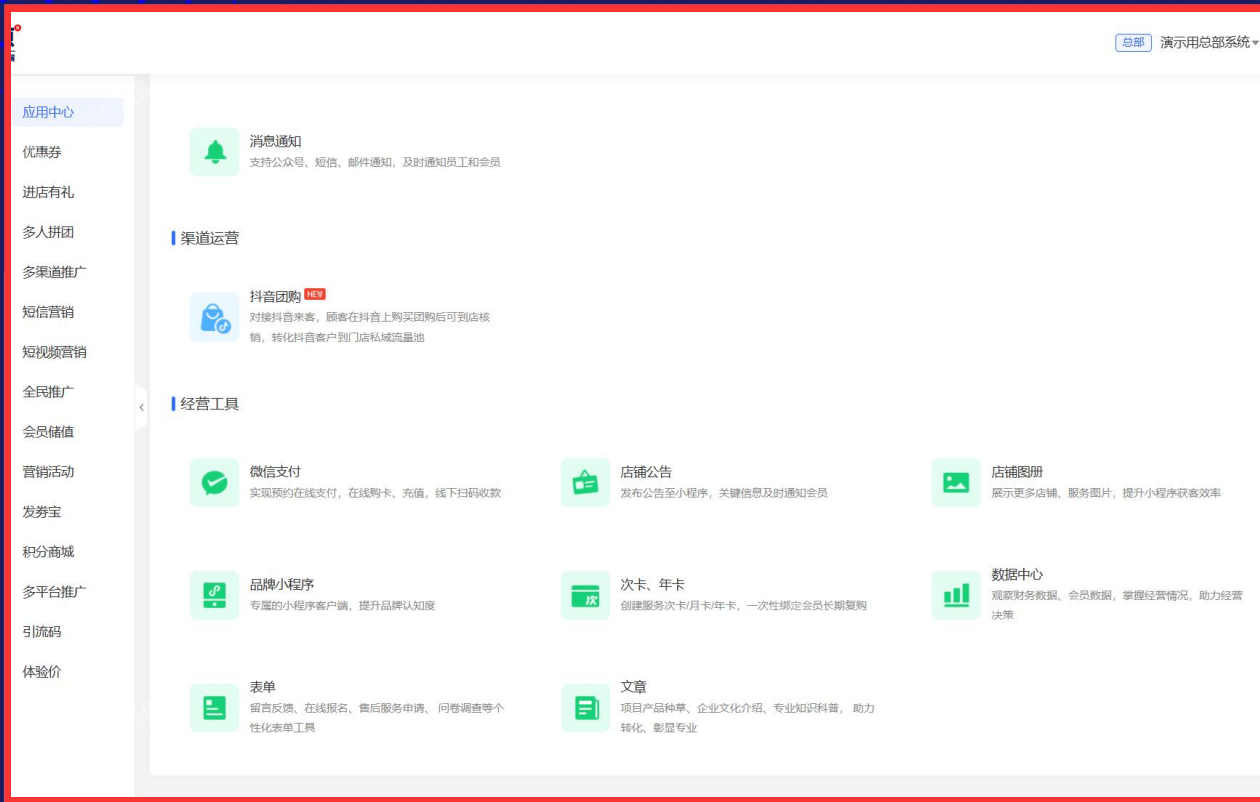 总部 演示用总部系统
应用中心
优惠券
进店有礼
多人拼团
多渠道推广
短信营销
短视频营销
全民推广
会员储值
营销活动
发券宝
积分商城
多平台推广
引流码
体验价
消息通知
支持公众号、短信、邮件通知，及时通知员工和会员
渠道运营
抖音团购 NEW
对接抖音来客，顾客在抖音上购买团购后可到店核
销，转化抖音客户到门店私域流量池
经营工具
微信支付
实现预约在线支付，在线购卡、充值，线下扫码收款
店铺公告
发布公告至小程序，关键信息及时通知会员
店铺图册
展示更多店铺、服务图片，提升小程序获客效率
品牌小程序
专属的小程序客户端，提升品牌认知度
次
次卡、年卡
创建服务次卡/月卡/年卡，一次性绑定会员长期复购
数据中心
观察财务数据、会员数据，掌握经营情况，助力经营
决策
表单
留言反馈、在线报名、售后服务申请、 问卷调查等个
性化表单工具
文章
项目产品种草、企业文化介绍、专业知识科普， 助力
转化、彰显专业